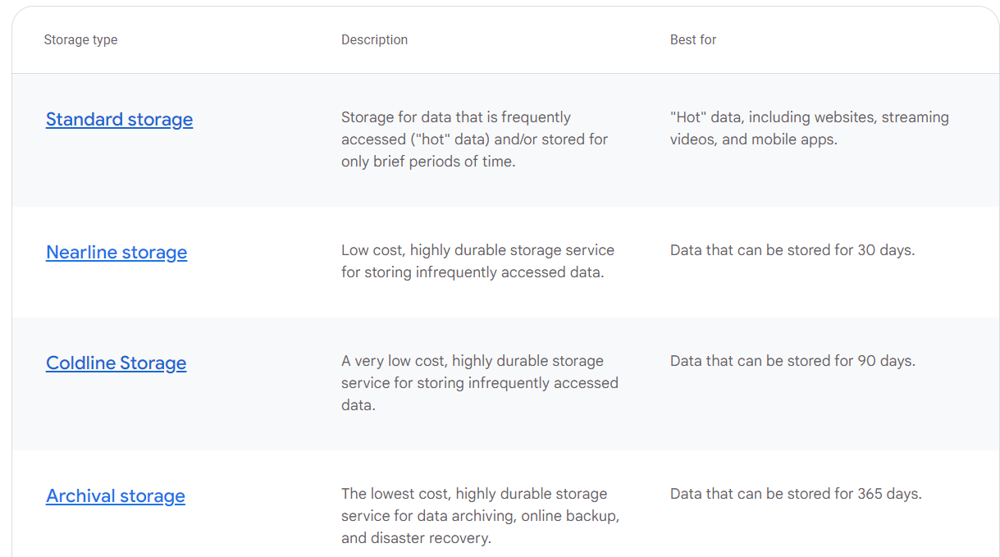 Storage type
Description
Best for
Standard storage
Storage for data that is frequently
accessed ("hot" data) and/or stored for
only brief periods of time.
"Hot" data, including websites, streaming
videos, and mobile apps.
Nearline storage
Low cost, highly durable storage service
for storing infrequently accessed data.
Data that can be stored for 30 days.
Coldline Storage
A very low cost, highly durable storage
service for storing infrequently accessed
data.
Data that can be stored for 90 days.
Archival storage
The lowest cost, highly durable storage
service for data archiving, online backup,
and disaster recovery.
Data that can be stored for 365 days.